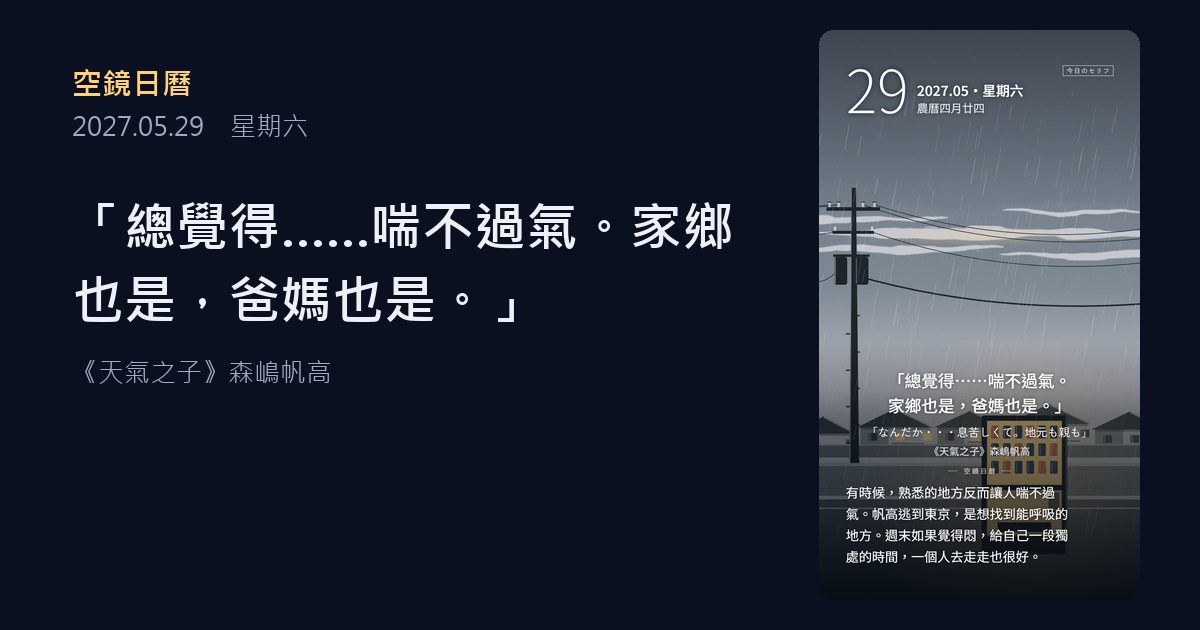 空鏡日曆
2027.05.29 星期六
「總覺得……喘不過氣。家鄉
也是，爸媽也是。」
《天氣之子》森嶋帆高
今日のセリフ
29
2027.05・星期六
農曆四月廿四
「總覺得……喘不過氣。
家鄉也是，爸媽也是。」
「なんだか・・・息苦しくて。地元も親も」
《天氣之子》森嶋帆高
— 空鏡日曆 —
有時候，熟悉的地方反而讓人喘不過
氣。帆高逃到東京，是想找到能呼吸的
地方。週末如果覺得悶，給自己一段獨
處的時間，一個人去走走也很好。